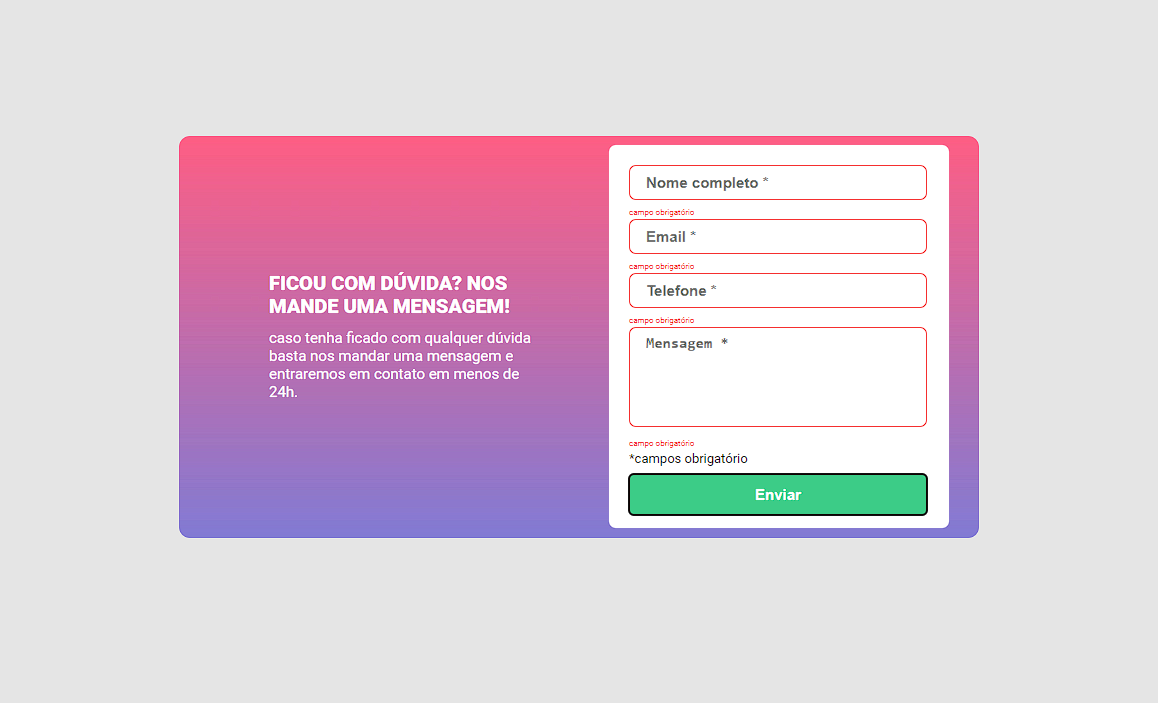 FICOU COM DÚVIDA? NOS
MANDE UMA MENSAGEM!
caso tenha ficado com qualquer dúvida
basta nos mandar uma mensagem e
entraremos em contato em menos de
24h.
Nome completo *
campo obrigatório
Email *
campo obrigatório
Telefone *
campo obrigatório
Mensagem *
campo obrigatório
*campos obrigatório
Enviar